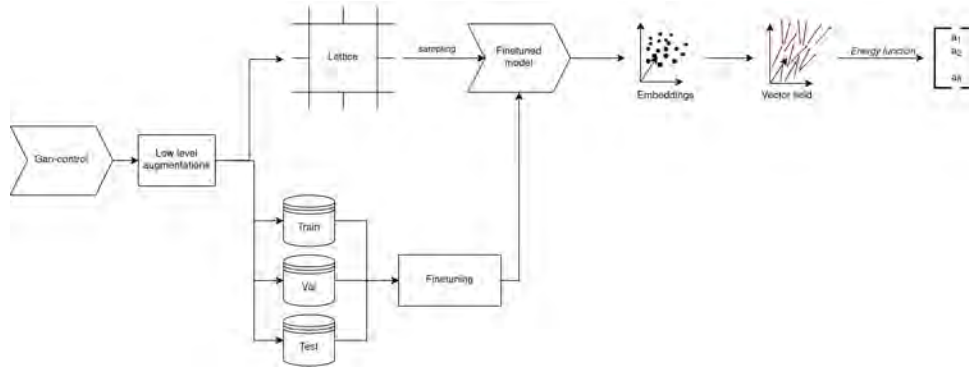 Lattice
sampling
Finetuned
model
Embeddings
Vector field
Energy function
a1
a2
Gan-control
Low level
augmentations
Train
Val
Test
Finetuning